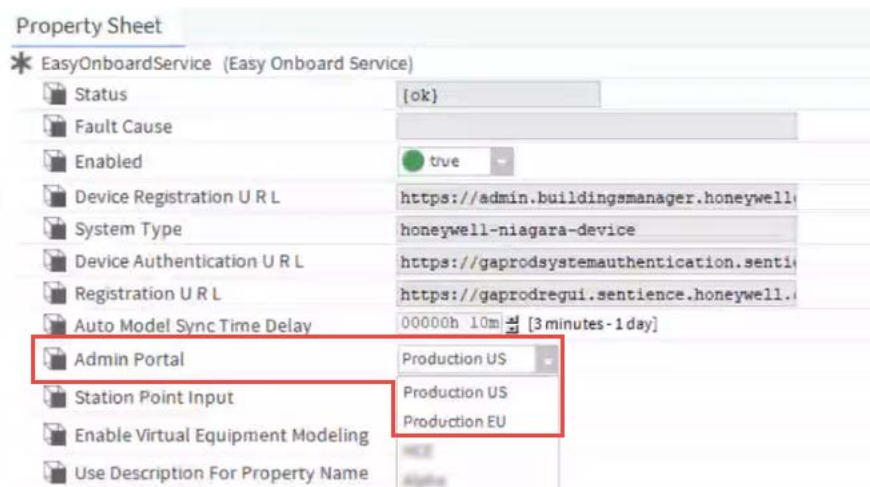 Property Sheet
EasyOnboardService (Easy Onboard Service)
Status {ok}
Fault Cause
Enabled true
Device Registration U R L https://admin.buildingsmanager.honeywell
System Type honeywell-niagara-device
Device Authentication U R L https://gaprodsystemauthentication.senti
Registration U R L https://gaprodregui.sentience.honeywell.
Auto Model Sync Time Delay 00000h 10m [3 minutes - 1 day]
Admin Portal Production US
Station Point Input Production US
Production EU
Enable Virtual Equipment Modeling
Use Description For Property Name